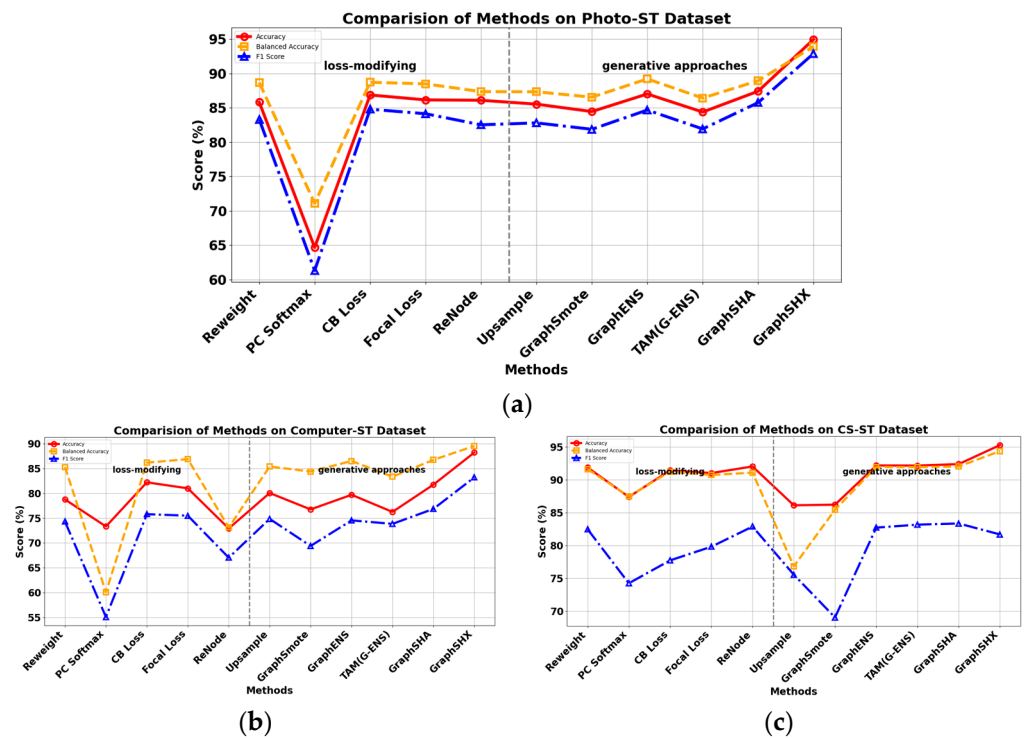 Comparision of Methods on Photo-ST Dataset
Accuracy
Balanced Accuracy
F1 Score
loss-modifying
generative approaches
95
90
85
80
75
70
65
60
Score (%)
Reweight
PC Softmax
CB Loss
Focal Loss
ReNode
Upsample
GraphSmote
GraphENS
TAM(G-ENS)
GraphSHA
GraphSHX
Methods
(a)
Comparision of Methods on Computer-ST Dataset
Accuracy
Balanced Accuracy
F1 Score
loss-modifying
generative approaches
90
85
80
75
70
65
60
55
Score (%)
Reweight
PC Softmax
CB Loss
Focal Loss
ReNode
Upsample
GraphSmote
GraphENS
TAM(G-ENS)
GraphSHA
GraphSHX
Methods
(b)
Comparision of Methods on CS-ST Dataset
Accuracy
Balanced Accuracy
F1 Score
loss-modifying
generative approaches
95
90
85
80
75
70
Score (%)
Reweight
PC Softmax
CB Loss
Focal Loss
ReNode
Upsample
GraphSmote
GraphENS
TAM(G-ENS)
GraphSHA
GraphSHX
Methods
(c)